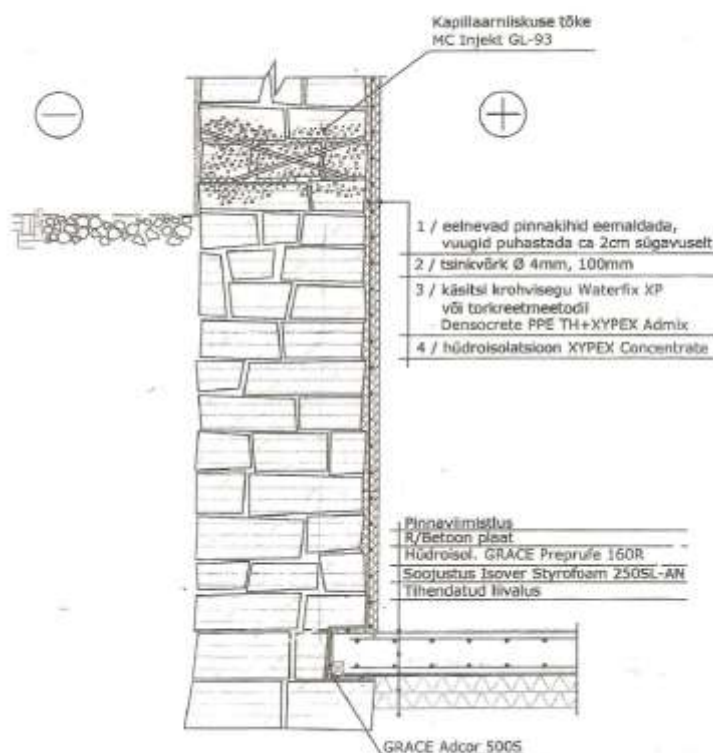 Kapillaarniiskuse tõke
MC Injekt GL-93
1 / eelnevad pinnakihid eemaldada,
vuugid puhastada ca 2cm sügavuselt
2 / tsinkvõrk Ø 4mm, 100mm
3 / käsitsi krohvisegu Waterfix XP
või torkreetmeetodil
Densocrete PPE TH+XYPEX Admix
4 / hüdroisolatsioon XYPEX Concentrate
Pinnaviimistlus
R/Betoon plaat
Hüdroisol. GRACE Preprufe 160R
Soojustus Isover Styrofoam 250SL-AN
Tihendatud liivalus
GRACE Adcor 500S